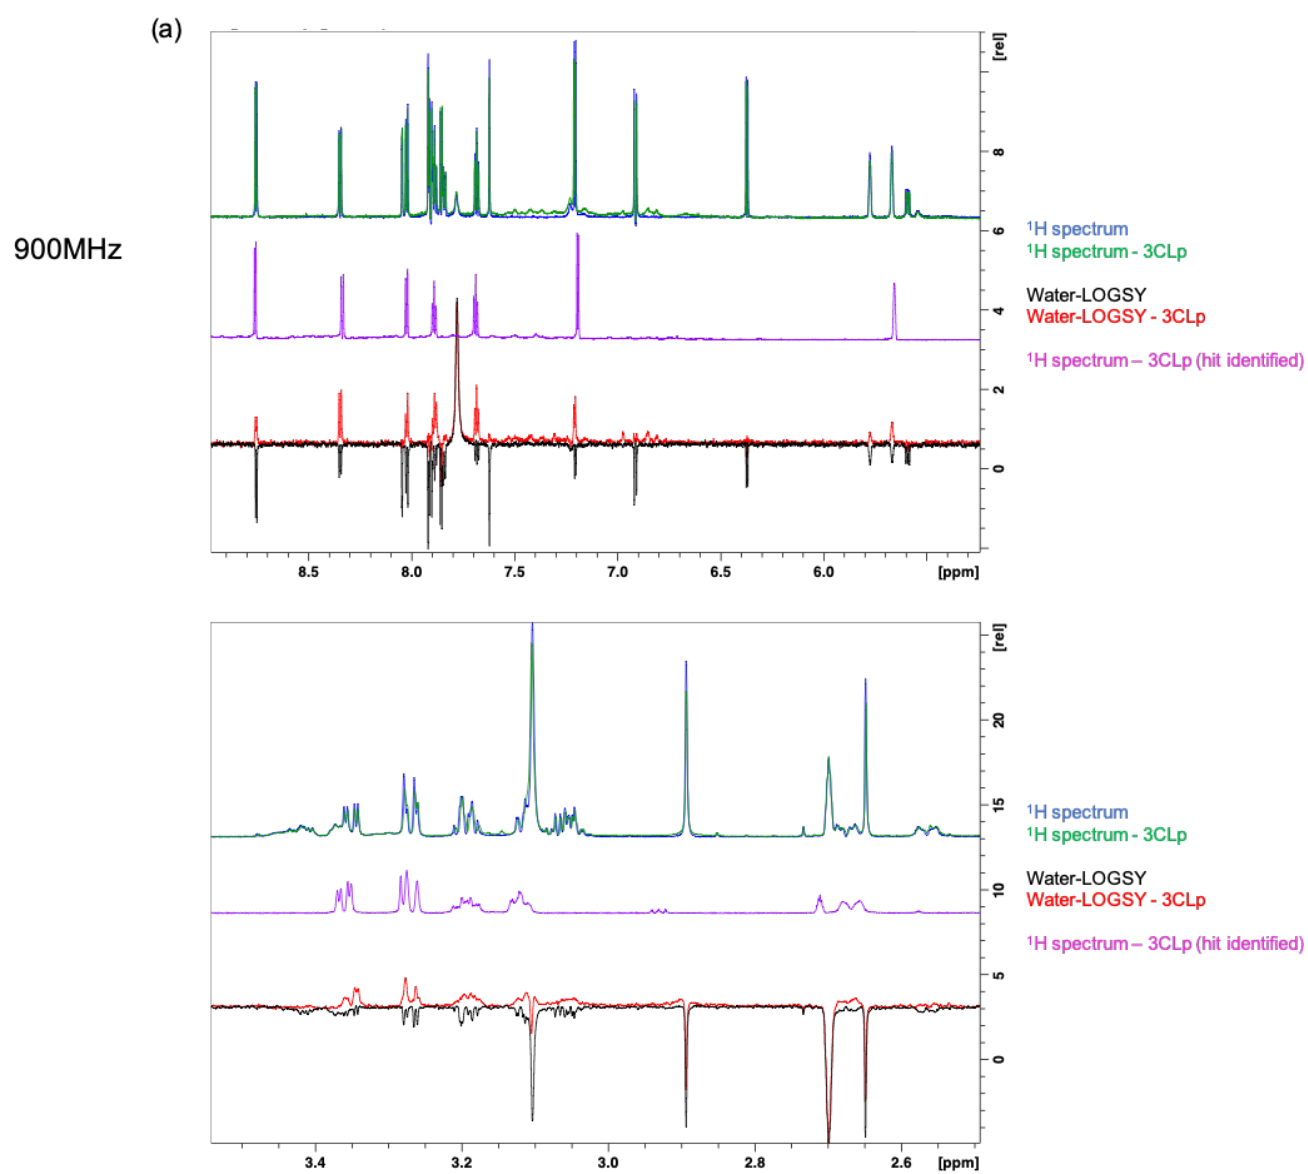 (a)
[rel]
900MHz
8
6
4
2
0
¹H spectrum
¹H spectrum - 3CLp
Water-LOGSY
Water-LOGSY - 3CLp
¹H spectrum – 3CLp (hit identified)
8.5 8.0 7.5 7.0 6.5 6.0 [ppm]
[rel]
20
15
10
5
0
¹H spectrum
¹H spectrum - 3CLp
Water-LOGSY
Water-LOGSY - 3CLp
¹H spectrum – 3CLp (hit identified)
3.4 3.2 3.0 2.8 2.6 [ppm]